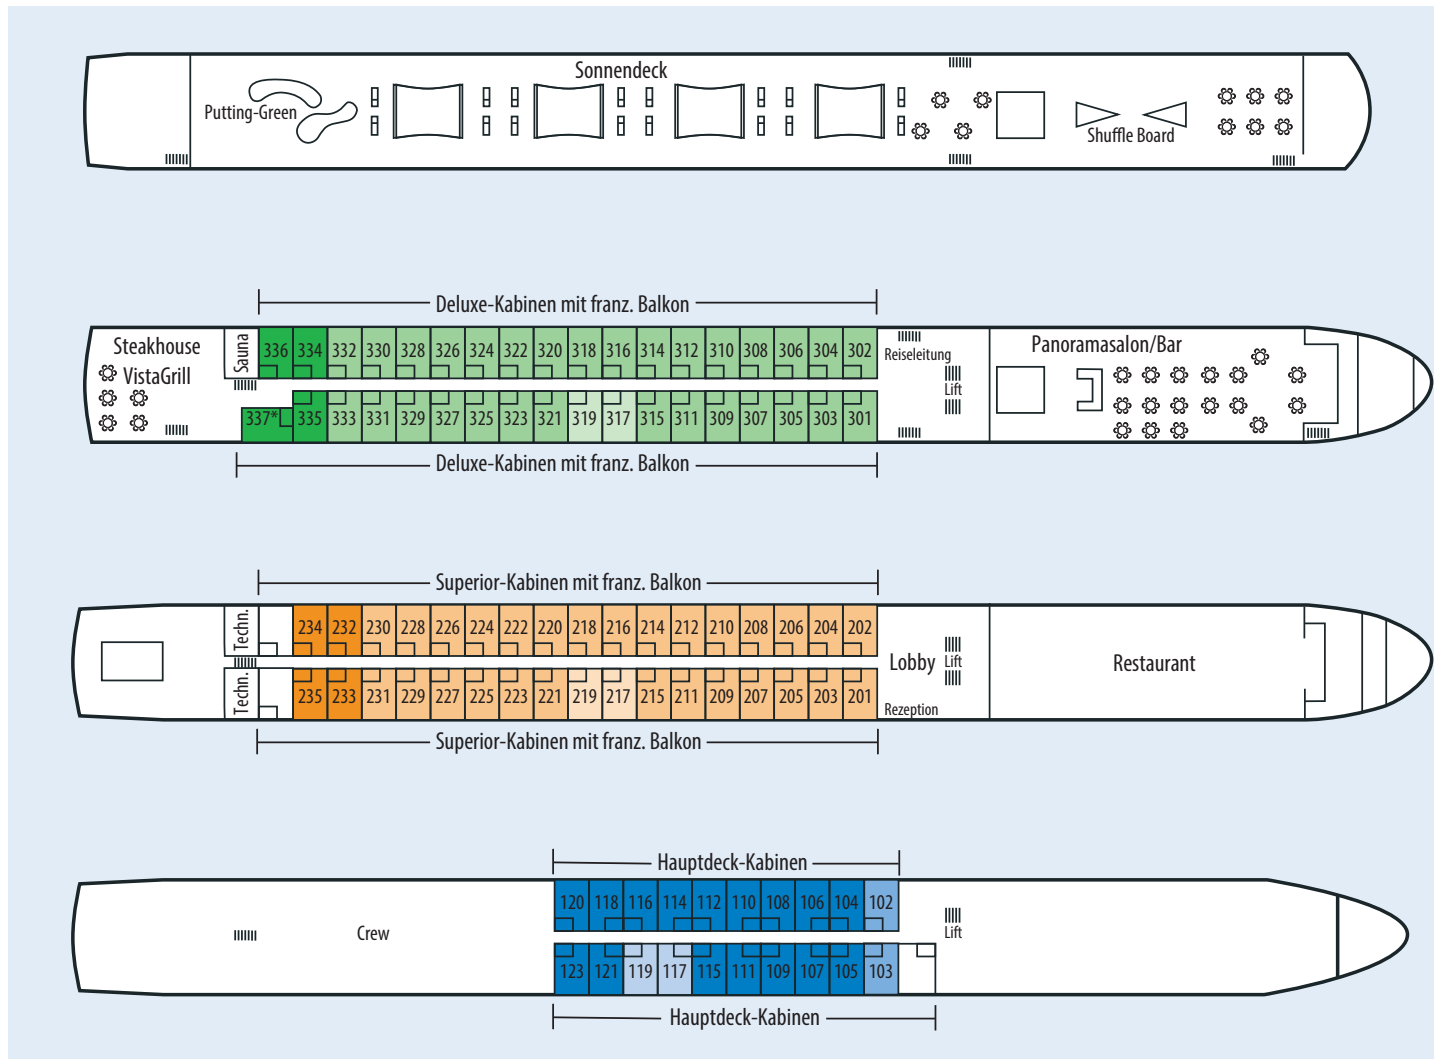 Sonnendeck
Putting-Green
Shuffle Board
Deluxe-Kabinen mit franz. Balkon
Steakhouse
VistaGrill
Sauna
336 334 332 330 328 326 324 322 320 318 316 314 312 310 308 306 304 302
Reiseleitung
Lift
Panoramasalon/Bar
337* 335 333 331 329 327 325 323 321 319 317 315 311 309 307 305 303 301
Deluxe-Kabinen mit franz. Balkon
Superior-Kabinen mit franz. Balkon
Techn.
234 232 230 228 226 224 222 220 218 216 214 212 210 208 206 204 202
Lobby
Lift
Restaurant
Techn.
235 233 231 229 227 225 223 221 219 217 215 211 209 207 205 203 201
Rezeption
Superior-Kabinen mit franz. Balkon
Hauptdeck-Kabinen
120 118 116 114 112 110 108 106 104 102
Crew
Lift
123 121 119 117 115 111 109 107 105 103
Hauptdeck-Kabinen